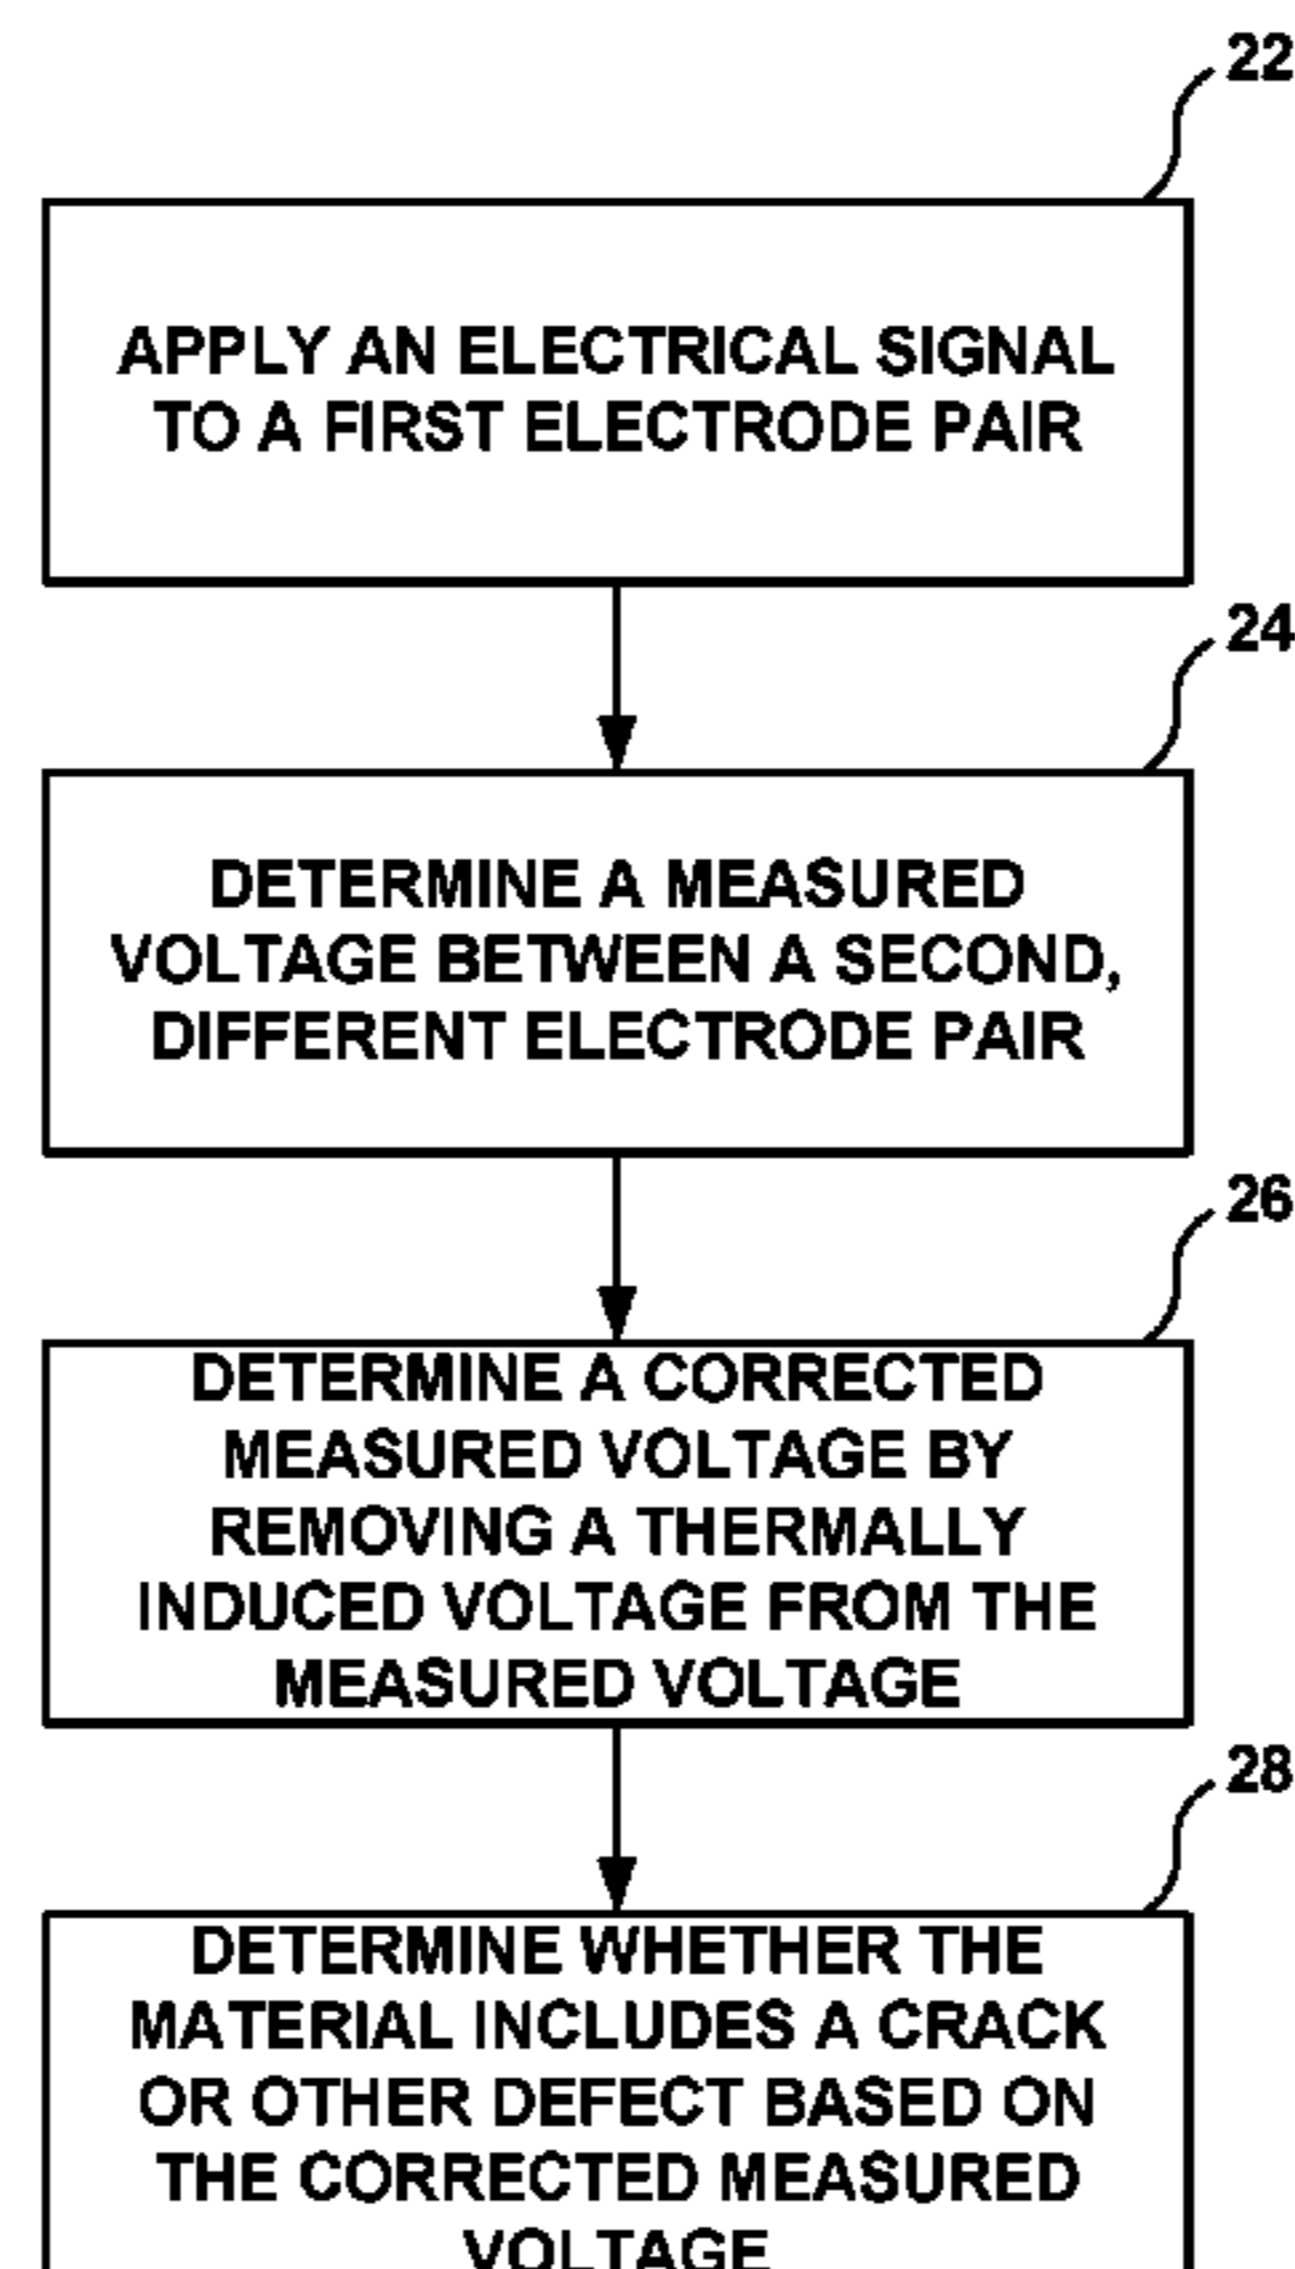 22
APPLY AN ELECTRICAL SIGNAL
TO A FIRST ELECTRODE PAIR
24
DETERMINE A MEASURED
VOLTAGE BETWEEN A SECOND,
DIFFERENT ELECTRODE PAIR
26
DETERMINE A CORRECTED
MEASURED VOLTAGE BY
REMOVING A THERMALLY
INDUCED VOLTAGE FROM THE
MEASURED VOLTAGE
28
DETERMINE WHETHER THE
MATERIAL INCLUDES A CRACK
OR OTHER DEFECT BASED ON
THE CORRECTED MEASURED
VOLTAGE